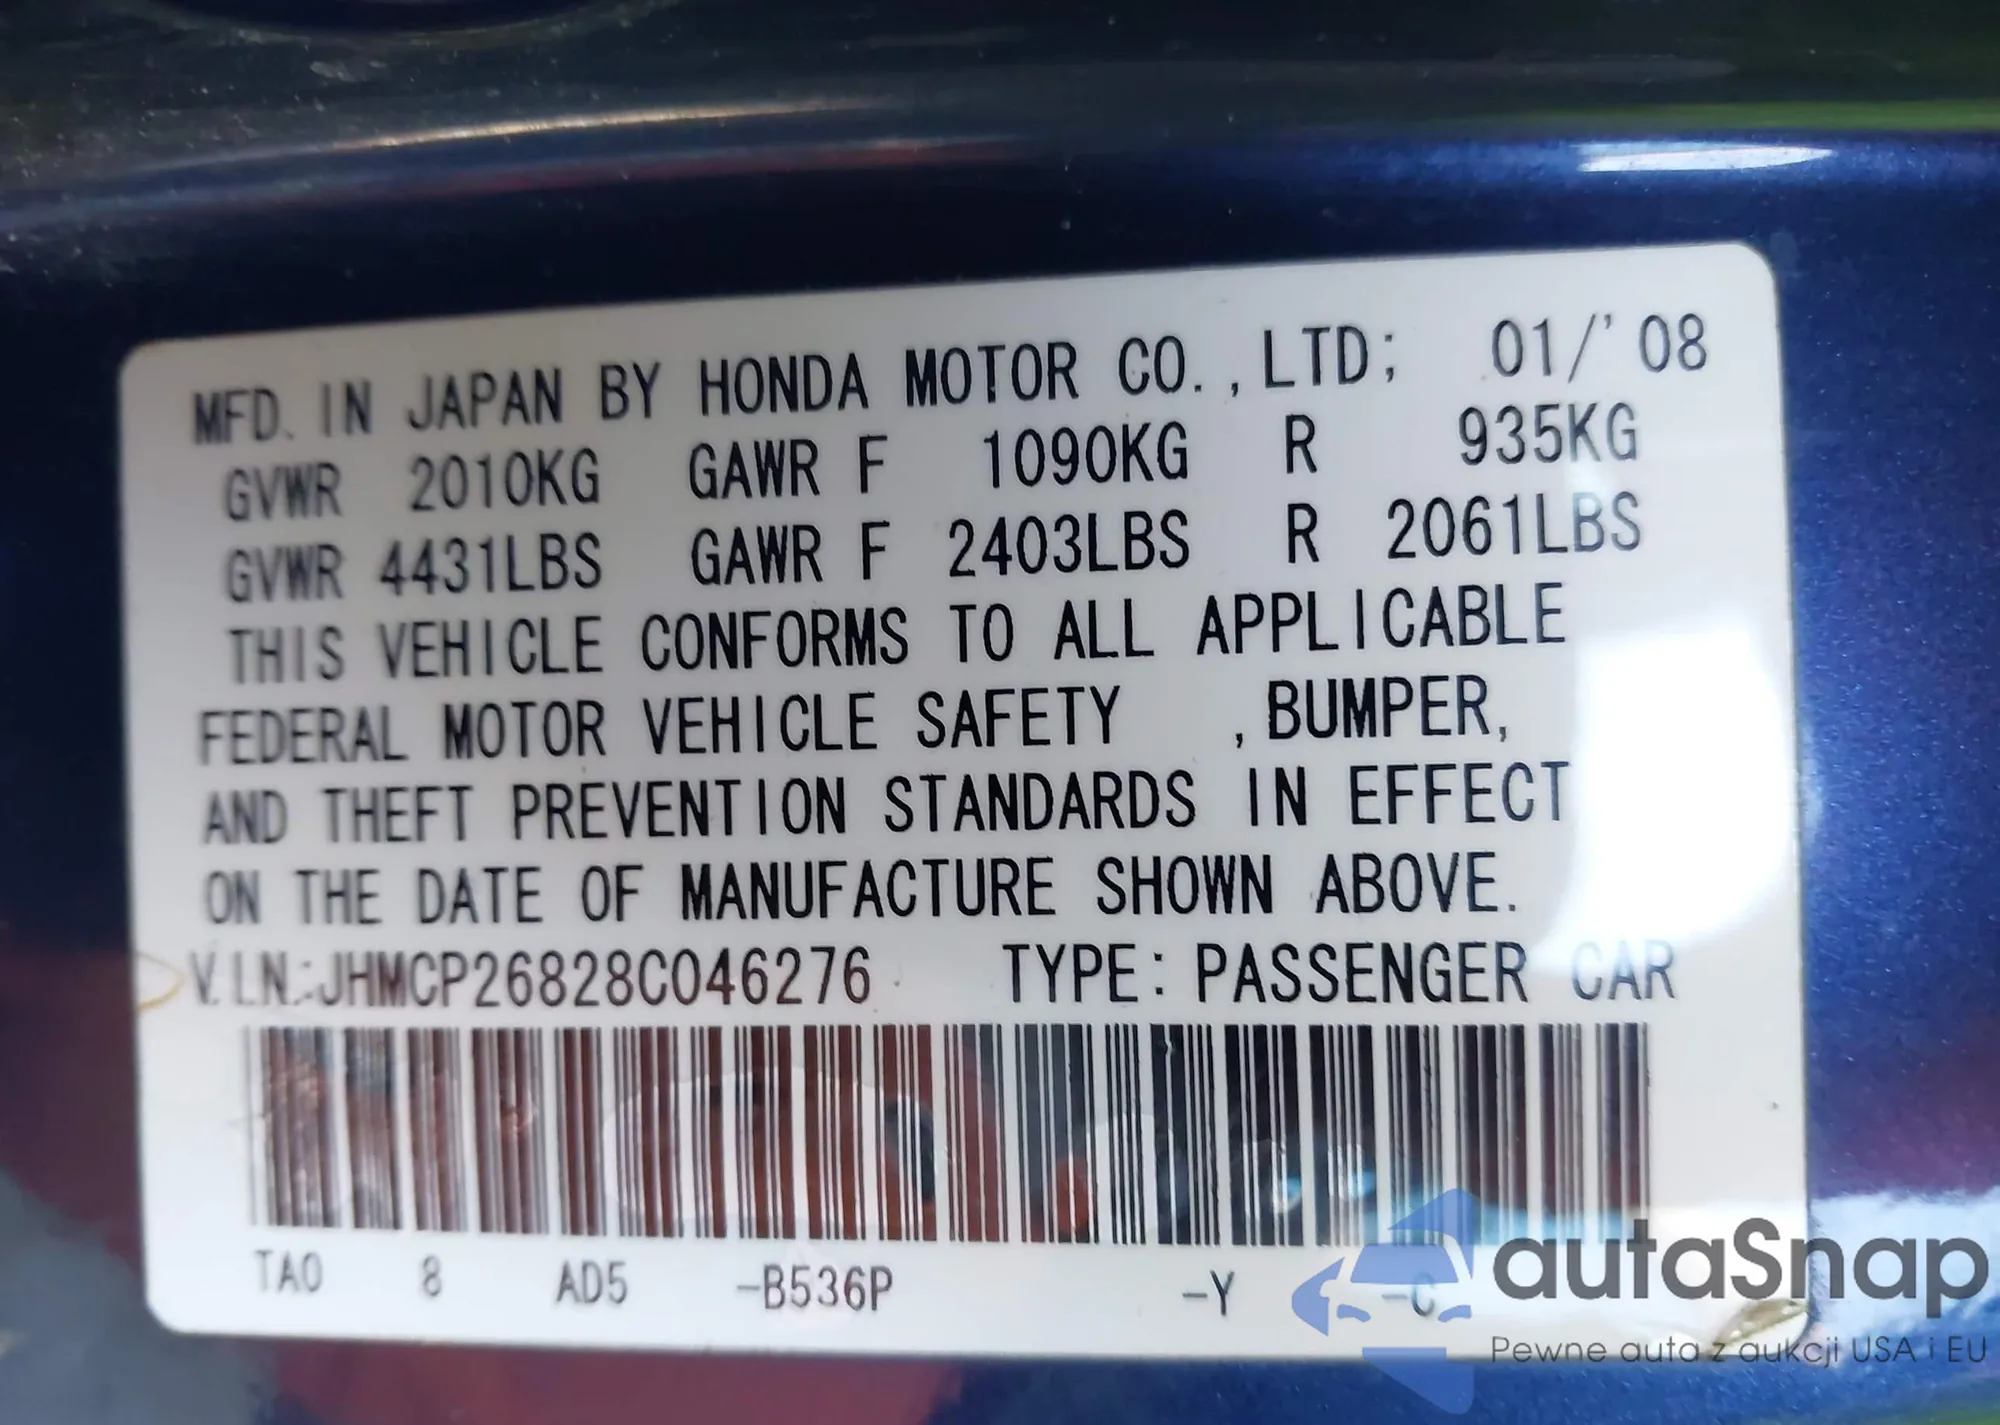 MFD. IN JAPAN BY HONDA MOTOR CO.,LTD; 01/'08
GVWR 2010KG GAWR F 1090KG R 935KG
GVWR 4431LBS GAWR F 2403LBS R 2061LBS
THIS VEHICLE CONFORMS TO ALL APPLICABLE
FEDERAL MOTOR VEHICLE SAFETY ,BUMPER,
AND THEFT PREVENTION STANDARDS IN EFFECT
ON THE DATE OF MANUFACTURE SHOWN ABOVE.
V.I.N.:JHMCP26828C046276 TYPE: PASSENGER CAR
TA0 8 AD5 -B536P -Y -C
autaSnap
Pewne auta z aukcji USA i EU